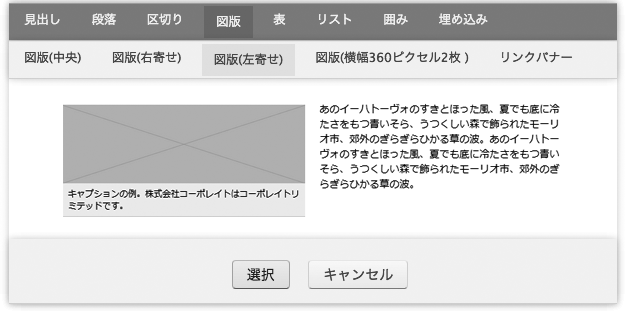 見出し 段落 区切り 図版 表 リスト 囲み 埋め込み
図版(中央) 図版(右寄せ) 図版(左寄せ) 図版(横幅360ピクセル2枚 ) リンクバナー
キャプションの例。株式会社コーポレイトはコーポレイトリ
ミテッドです。
あのイーハトーヴォのすきとほった風、夏でも底に冷
たさをもつ青いそら、うつくしい森で飾られたモーリ
オ市、郊外のぎらぎらひかる草の波。あのイーハトー
ヴォのすきとほった風、夏でも底に冷たさをもつ青い
そら、うつくしい森で飾られたモーリオ市、郊外のぎ
らぎらひかる草の波。
選択 キャンセル